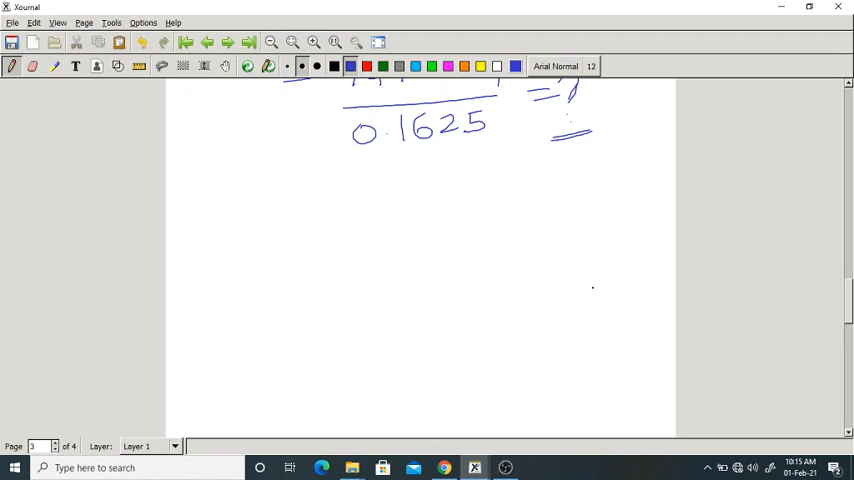 Xournal
File Edit View Page Tools Options Help
Arial Normal 12
=
0.1625
Page 3 of 4 Layer: Layer 1
Type here to search
10:15 AM
01-Feb-21
2